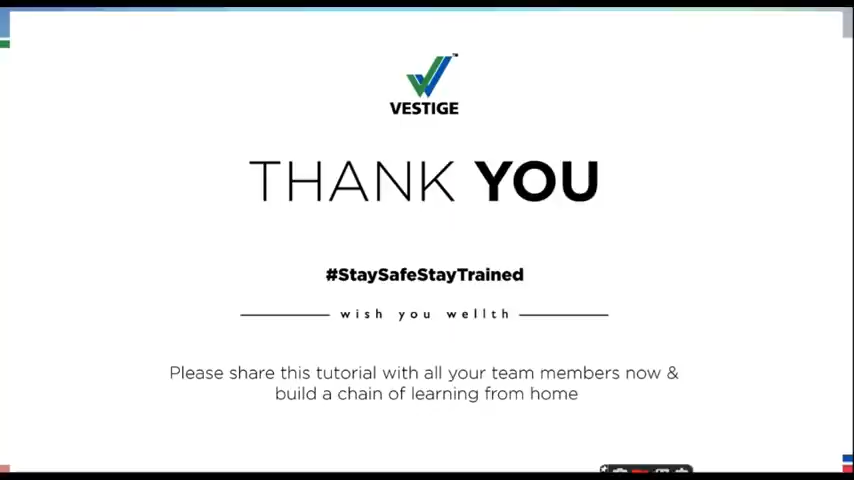 VESTIGE
THANK YOU
#StaySafeStayTrained
wish you wellth
Please share this tutorial with all your team members now &
build a chain of learning from home